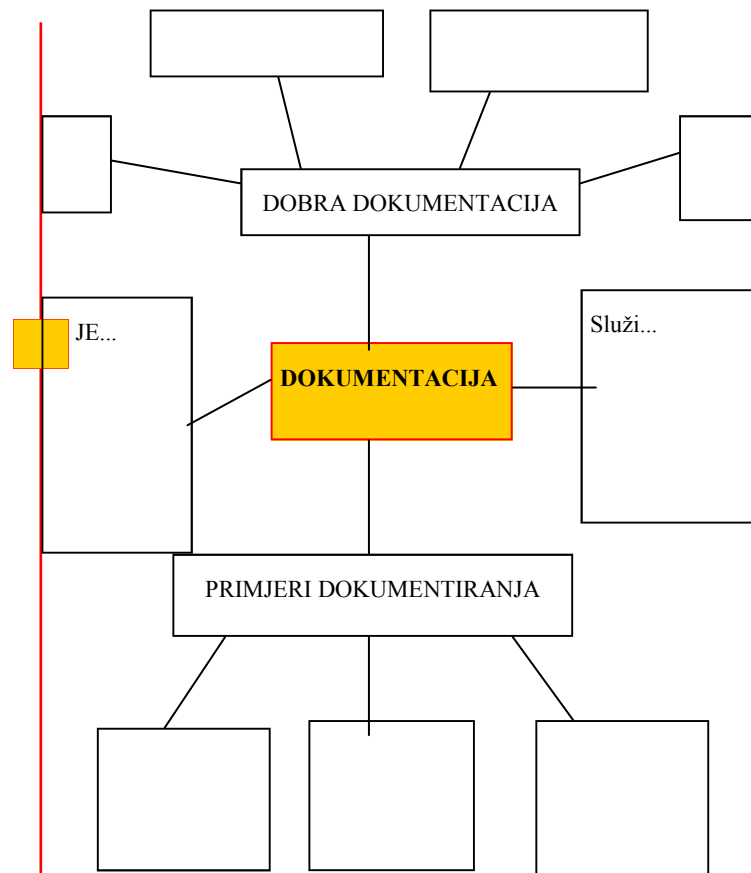 DOBRA DOKUMENTACIJA
JE...
Služi...
DOKUMENTACIJA
PRIMJERI DOKUMENTIRANJA